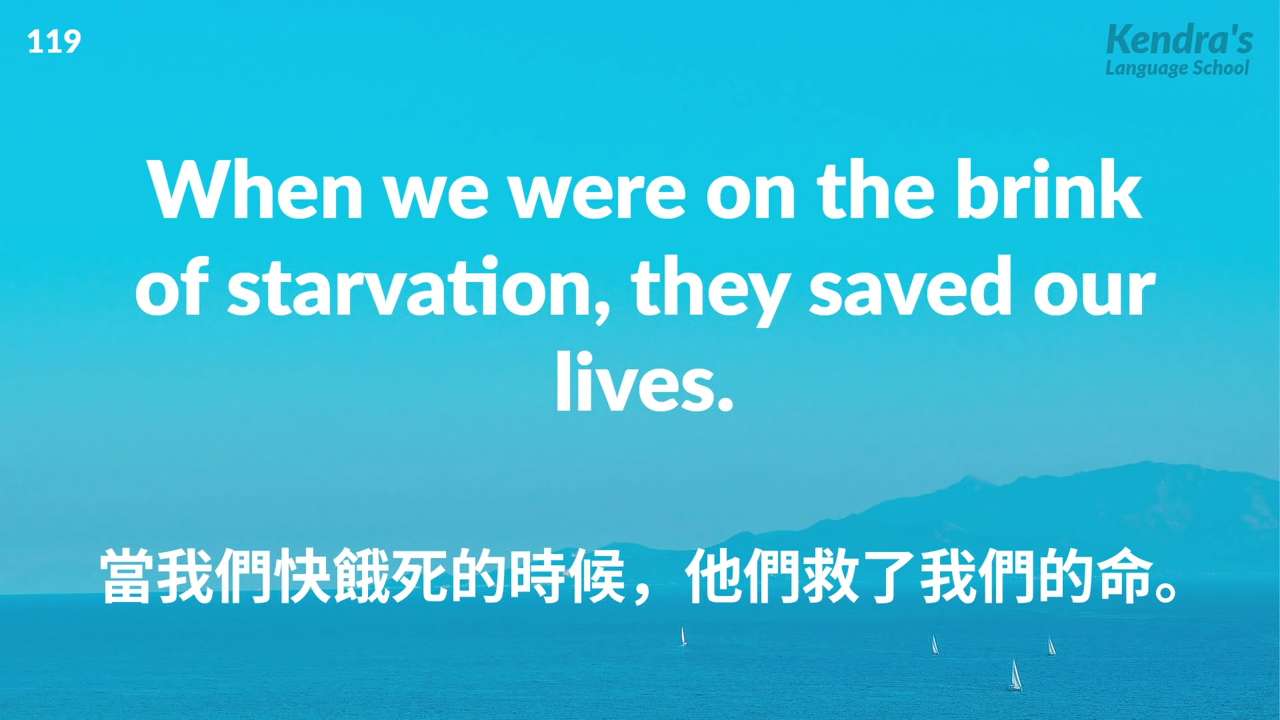 119
Kendra's
Language School
When we were on the brink
of starvation, they saved our
lives.
當我們快餓死的時候，他們救了我們的命。